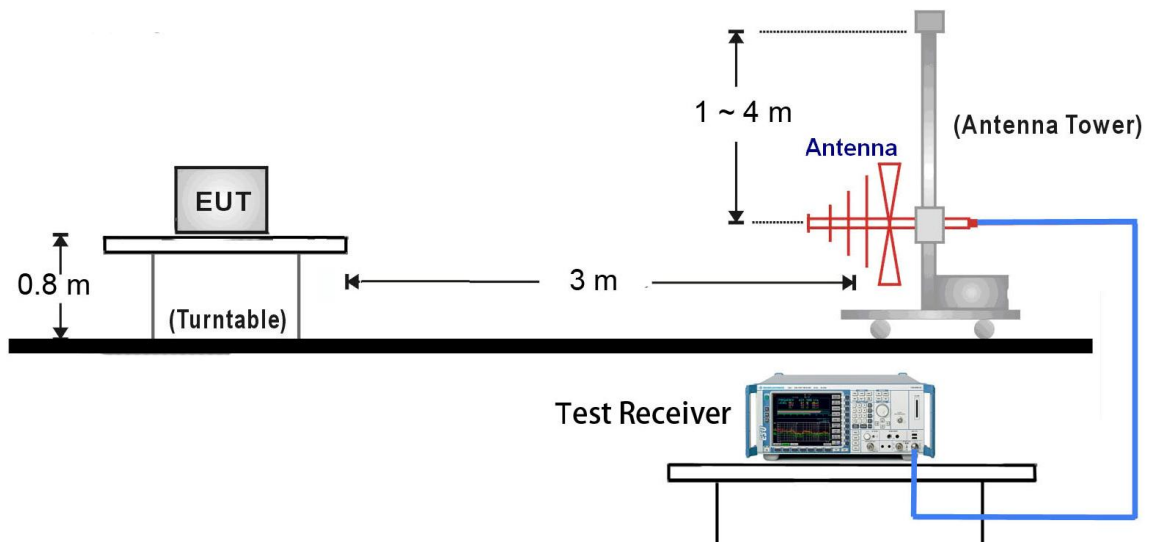 1 ~ 4 m
(Antenna Tower)
Antenna
EUT
0.8 m
3 m
(Turntable)
Test Receiver